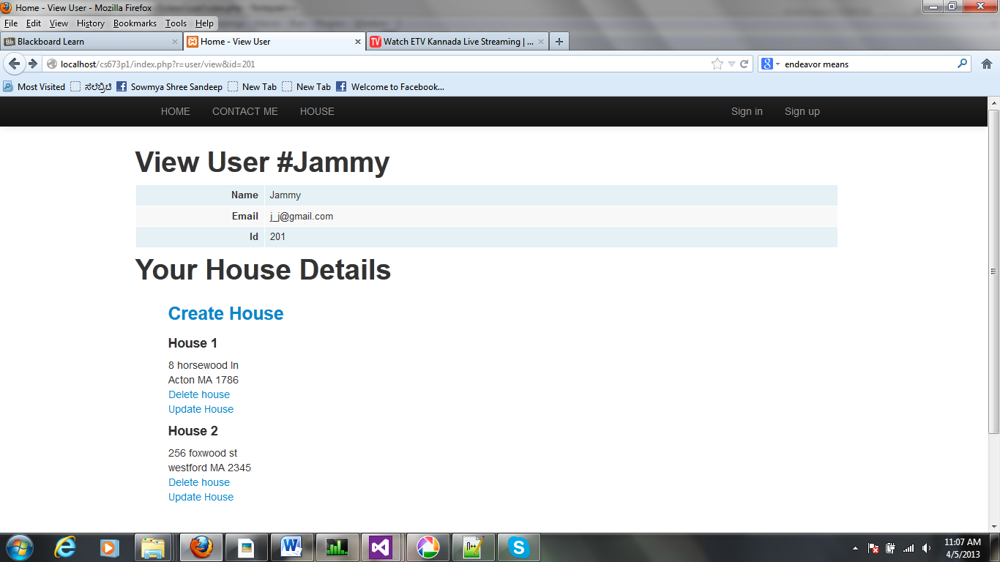 Home - View User - Mozilla Firefox
File Edit View History Bookmarks Tools Help
Bb Blackboard Learn
Home - View User
TV Watch ETV Kannada Live Streaming | ...
localhost/cs673p1/index.php?r=user/view&id=201
8 endeavor means
Most Visited ಸೆಲೆಬ್ರಿಟಿ Sowmya Shree Sandeep New Tab New Tab Welcome to Facebook...
HOME CONTACT ME HOUSE Sign in Sign up
View User #Jammy
Name Jammy
Email j_j@gmail.com
Id 201
Your House Details
Create House
House 1
8 horsewood ln
Acton MA 1786
Delete house
Update House
House 2
256 foxwood st
westford MA 2345
Delete house
Update House
11:07 AM
4/5/2013